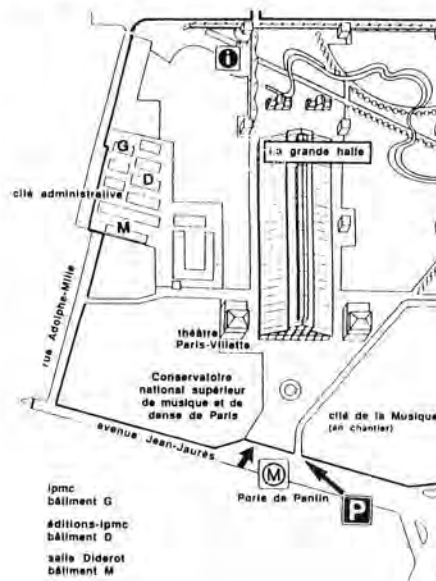 i
La grande halle
G
D
cité administrative
M
rue Adolphe-Mille
théâtre
Paris-Villette
Conservatoire
national supérieur
de musique et de
danse de Paris
cité de la Musique
(en chantier)
avenue Jean-Jaurès
M
Porte de Pantin
P
ipmc
bâtiment G
éditions-ipmc
bâtiment D
salle Diderot
bâtiment M